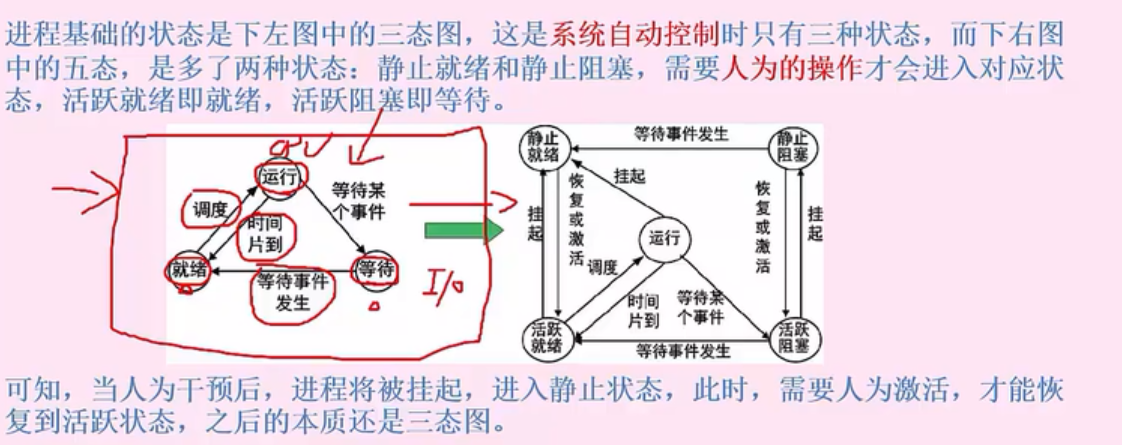 进程基础的状态是下左图中的三态图，这是系统自动控制时只有三种状态，而下右图
中的五态，是多了两种状态：静止就绪和静止阻塞，需要人为的操作才会进入对应状
态，活跃就绪即就绪，活跃阻塞即等待。
CPU
运行
等待某
个事件
调度
时间
片到
就绪
等待
等待事件
发生
I/o
静止
就绪
等待事件发生
静止
阻塞
挂起
恢复或激活
挂起
运行
恢复或激活
挂起
调度
时间
片到
等待某
个事件
活跃
就绪
等待事件发生
活跃
阻塞
可知，当人为干预后，进程将被挂起，进入静止状态，此时，需要人为激活，才能恢
复到活跃状态，之后的本质还是三态图。